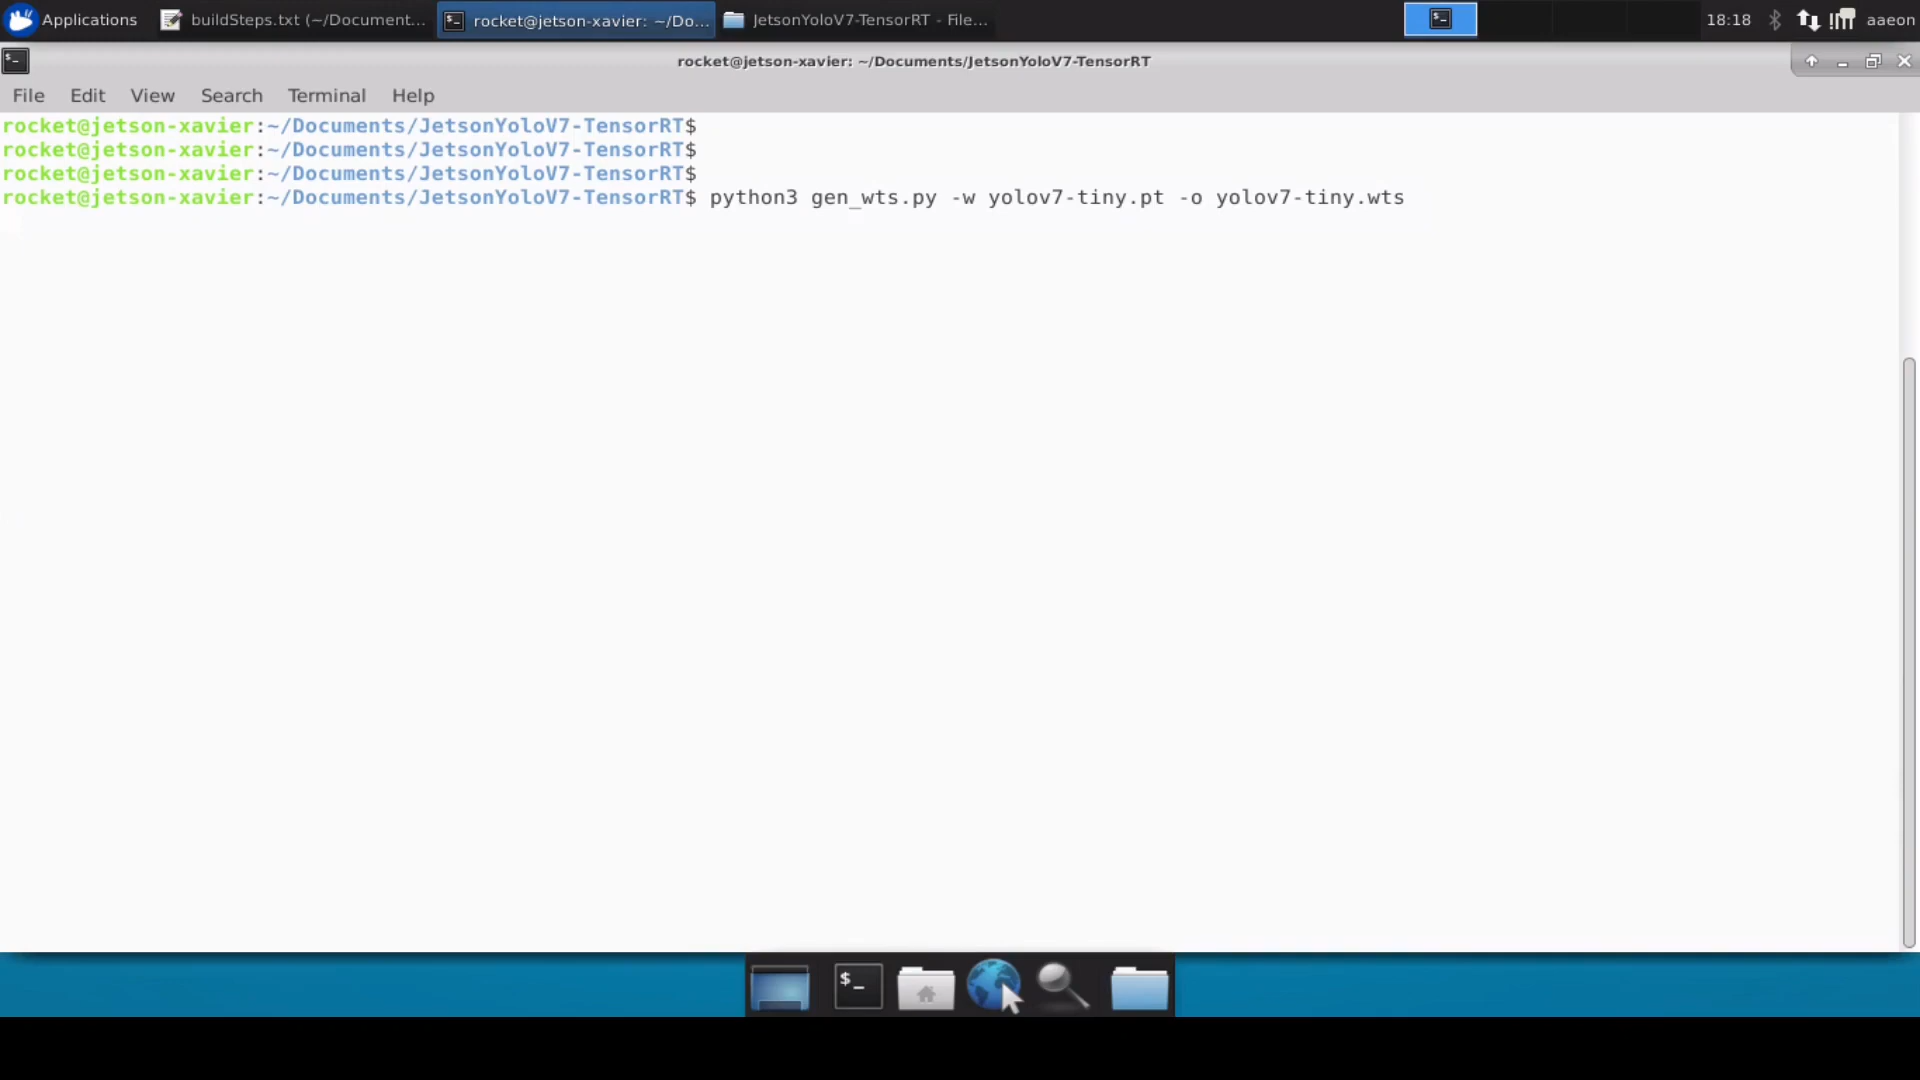 Applications buildSteps.txt (~/Document... rocket@jetson-xavier: ~/Do... JetsonYoloV7-TensorRT - File... 18:18 aaeon
rocket@jetson-xavier: ~/Documents/JetsonYoloV7-TensorRT
File Edit View Search Terminal Help
rocket@jetson-xavier:~/Documents/JetsonYoloV7-TensorRT$
rocket@jetson-xavier:~/Documents/JetsonYoloV7-TensorRT$
rocket@jetson-xavier:~/Documents/JetsonYoloV7-TensorRT$
rocket@jetson-xavier:~/Documents/JetsonYoloV7-TensorRT$ python3 gen_wts.py -w yolov7-tiny.pt -o yolov7-tiny.wts